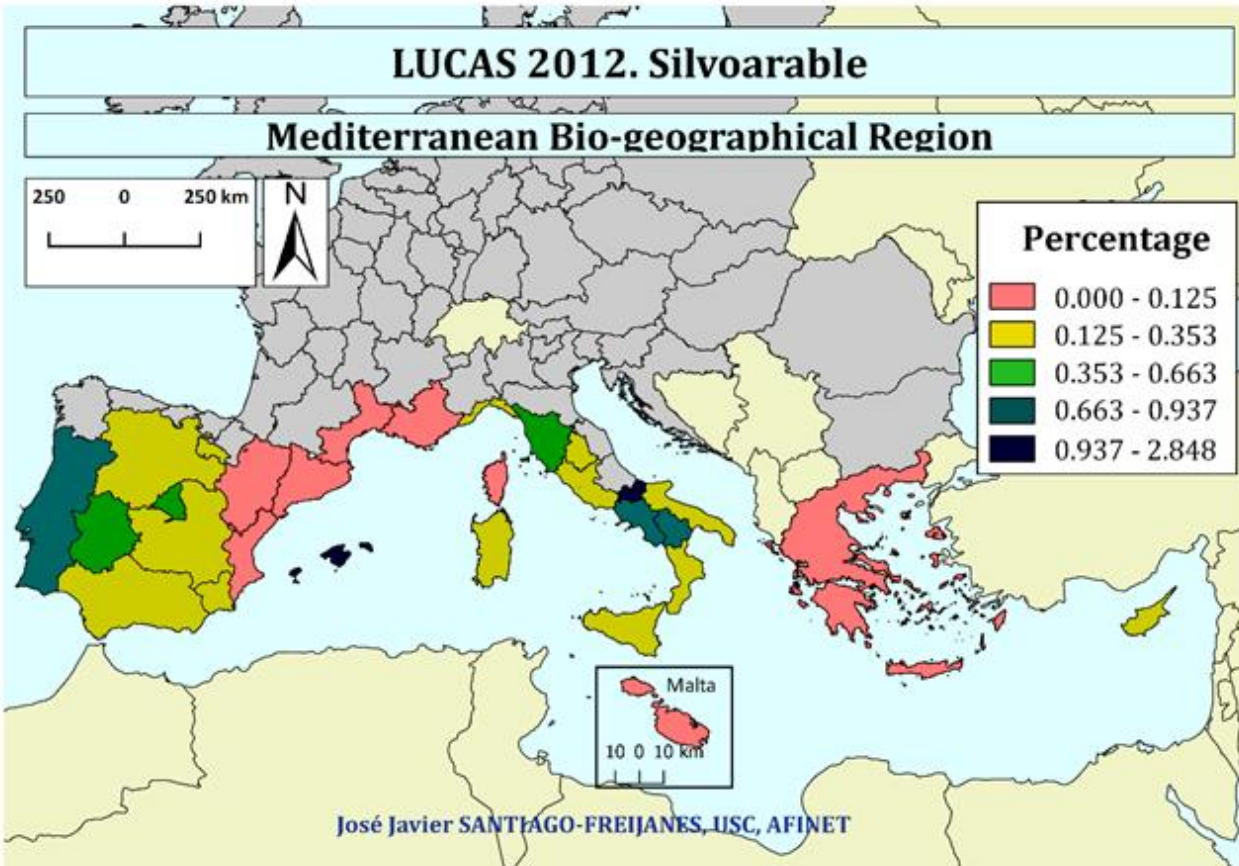 LUCAS 2012. Silvoarable
Mediterranean Bio-geographical Region
250 0 250 km
N
Percentage
0.000 - 0.125
0.125 - 0.353
0.353 - 0.663
0.663 - 0.937
0.937 - 2.848
Malta
10 0 10 km
José Javier SANTIAGO-FREIJANES, USC, AFINET